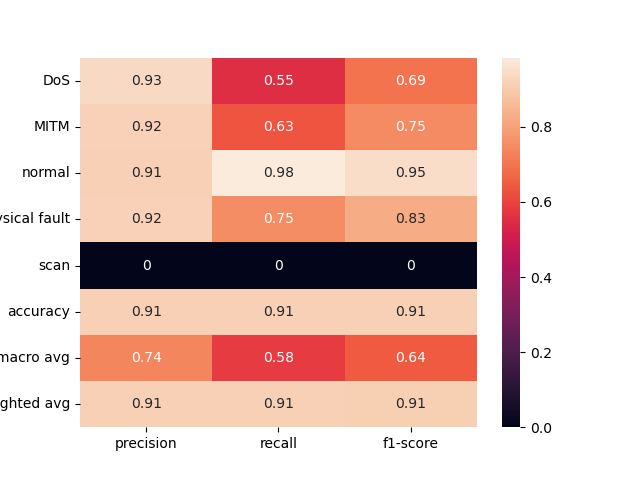 DoS 0.93 0.55 0.69
MITM 0.92 0.63 0.75
normal 0.91 0.98 0.95
ysical fault 0.92 0.75 0.83
scan 0 0 0
accuracy 0.91 0.91 0.91
macro avg 0.74 0.58 0.64
ghted avg 0.91 0.91 0.91
precision recall f1-score
0.8
0.6
0.4
0.2
0.0